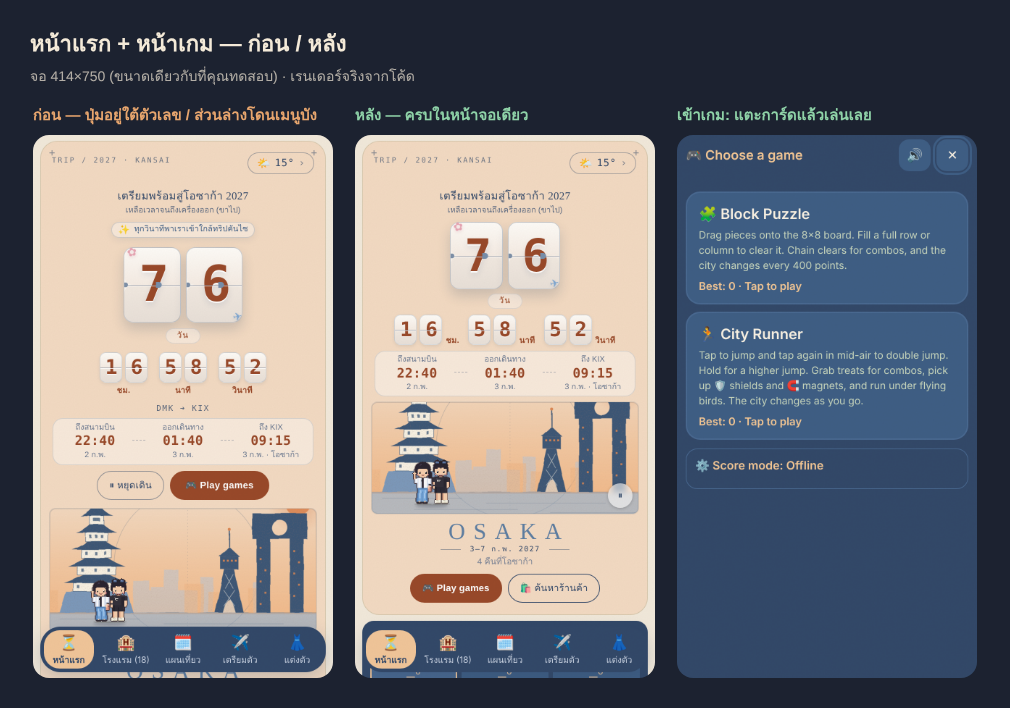 หน้าแรก + หน้าเกม — ก่อน / หลัง
จอ 414×750 (ขนาดเดียวกับที่คุณทดสอบ) · เรนเดอร์จริงจากโค้ด
ก่อน — ปุ่มอยู่ใต้ตัวเลข / ส่วนล่างโดนเมนูบัง
TRIP / 2027 · KANSAI
15° ›
เตรียมพร้อมสู่โอซาก้า 2027
เหลือเวลาจนถึงเครื่องออก (ขาไป)
✨ ทุกวินาทีพาเราเข้าใกล้ทริปคันไซ
7 6
วัน
16 58 52
ชม. นาที วินาที
DMK → KIX
ถึงสนามบิน ออกเดินทาง ถึง KIX
22:40 ---- 01:40 ---- 09:15
2 ก.พ. 3 ก.พ. 3 ก.พ. · โอซาก้า
⏸ หยุดเดิน 🎮 Play games
⏳ 🏨 🗓️ ✈️ 👗
หน้าแรก โรงแรม (18) แผนเที่ยว เตรียมตัว แต่งตัว
OSAKA
หลัง — ครบในหน้าจอเดียว
TRIP / 2027 · KANSAI
15° ›
เตรียมพร้อมสู่โอซาก้า 2027
เหลือเวลาจนถึงเครื่องออก (ขาไป)
7 6
วัน
16 ชม. 58 นาที 52 วินาที
ถึงสนามบิน ออกเดินทาง ถึง KIX
22:40 ---- 01:40 ---- 09:15
2 ก.พ. 3 ก.พ. 3 ก.พ. · โอซาก้า
OSAKA
3–7 ก.พ. 2027
4 คืนที่โอซาก้า
🎮 Play games 🛍️ ค้นหาร้านค้า
หน้าแรก โรงแรม (18) แผนเที่ยว เตรียมตัว แต่งตัว
เข้าเกม: แตะการ์ดแล้วเล่นเลย
🎮 Choose a game 🔊 ✕
🧩 Block Puzzle
Drag pieces onto the 8×8 board. Fill a full row or
column to clear it. Chain clears for combos, and the
city changes every 400 points.
Best: 0 · Tap to play
🏃 City Runner
Tap to jump and tap again in mid-air to double jump.
Hold for a higher jump. Grab treats for combos, pick
up 🛡️ shields and 🧲 magnets, and run under flying
birds. The city changes as you go.
Best: 0 · Tap to play
⚙️ Score mode: Offline